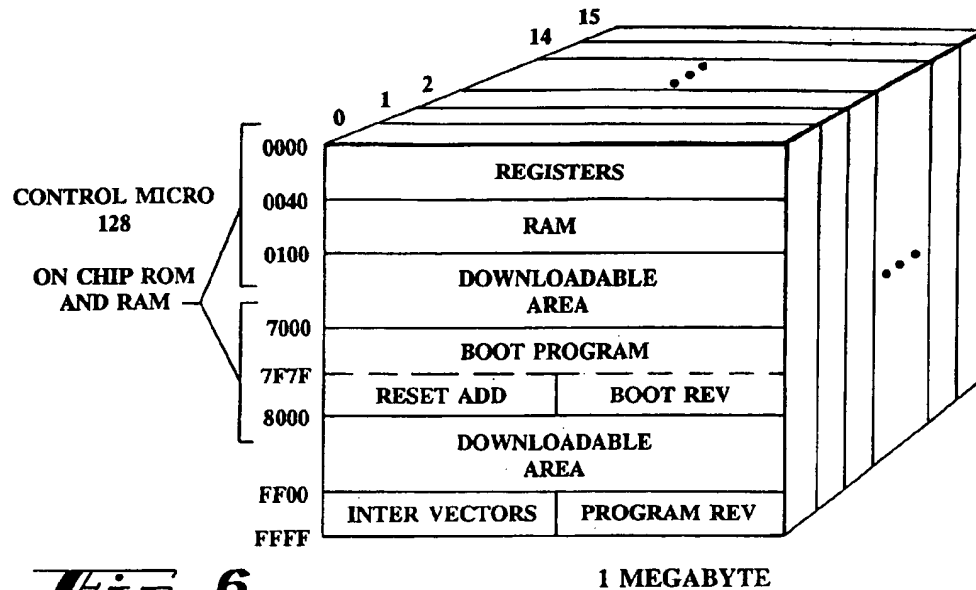 15
14
2
1
0
0000
REGISTERS
CONTROL MICRO
128
0040
RAM
0100
ON CHIP ROM
AND RAM
DOWNLOADABLE
AREA
7000
BOOT PROGRAM
7F7F
RESET ADD BOOT REV
8000
DOWNLOADABLE
AREA
FF00
INTER VECTORS PROGRAM REV
FFFF
6
1 MEGABYTE